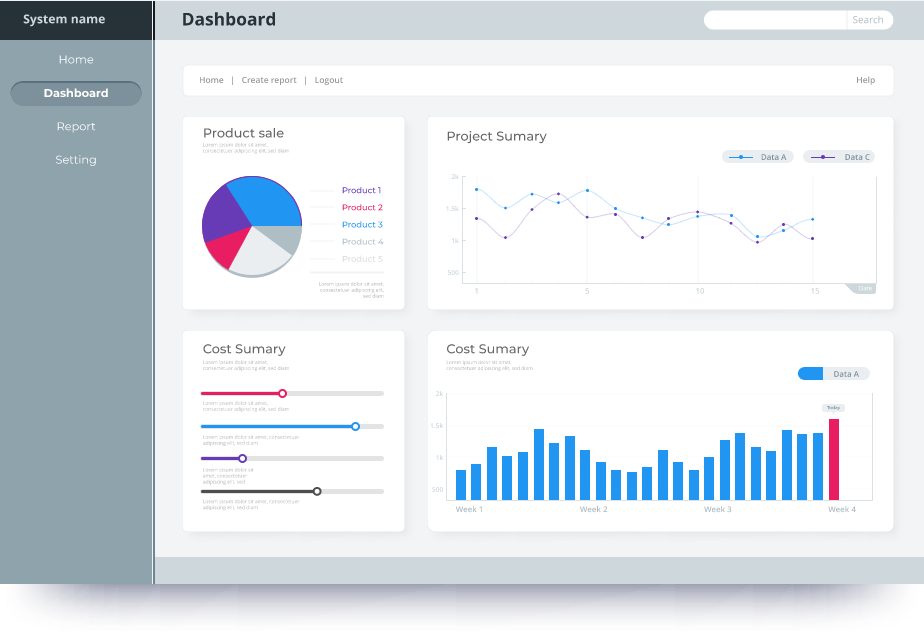 System name
Dashboard
Search
Home
Dashboard
Report
Setting
Home | Create report | Logout
Help
Product sale
Lorem ipsum dolor sit amet,
consectetuer adipiscing elit, sed diam
Product 1
Product 2
Product 3
Product 4
Product 5
Lorem ipsum dolor sit amet,
consectetuer adipiscing elit,
sed diam
Project Sumary
Data A
Data C
2k
1,5k
1k
500
1 5 10 15
Date
Cost Sumary
Lorem ipsum dolor sit amet,
consectetuer adipiscing elit, sed diam
Lorem ipsum dolor sit amet,
consectetuer adipiscing elit, sed diam
Lorem ipsum dolor sit amet, consectetuer
adipiscing elit, sed diam
Lorem ipsum dolor sit
amet, consectetuer
adipiscing elit, sed
Lorem ipsum dolor sit amet, consectetuer
adipiscing elit, sed diam
Cost Sumary
Lorem ipsum dolor sit amet,
consectetuer adipiscing elit, sed diam
Data A
2k
1,5k
1k
500
Today
Week 1 Week 2 Week 3 Week 4